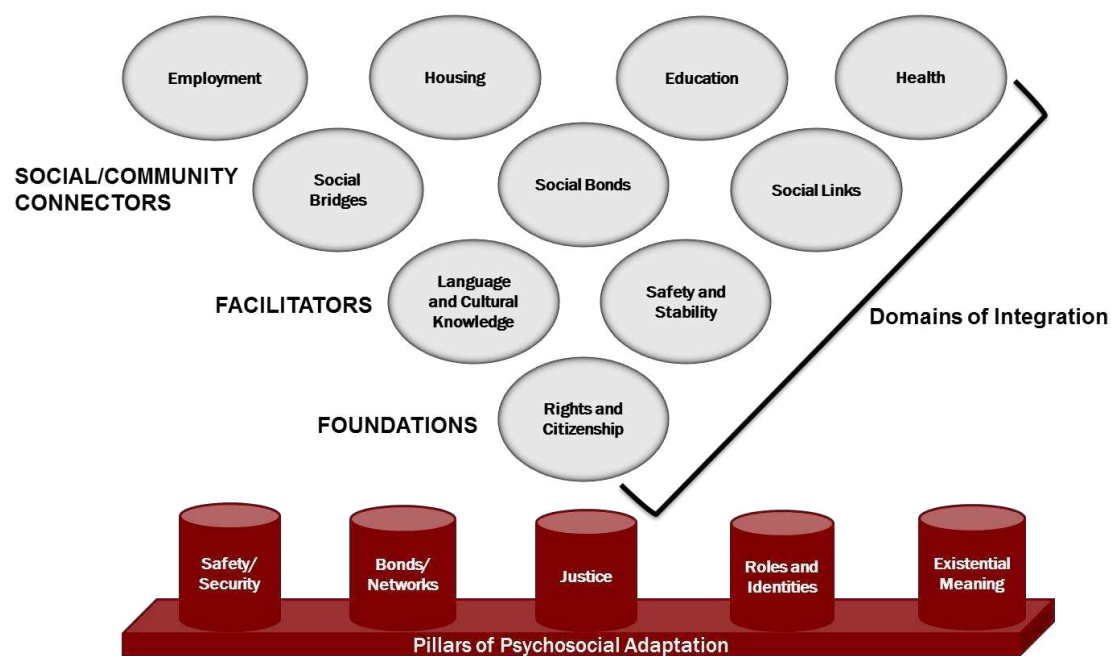 Employment
Housing
Education
Health
SOCIAL/COMMUNITY
CONNECTORS
Social
Bridges
Social Bonds
Social Links
FACILITATORS
Language
and Cultural
Knowledge
Safety and
Stability
Domains of Integration
FOUNDATIONS
Rights and
Citizenship
Safety/
Security
Bonds/
Networks
Justice
Roles and
Identities
Existential
Meaning
Pillars of Psychosocial Adaptation